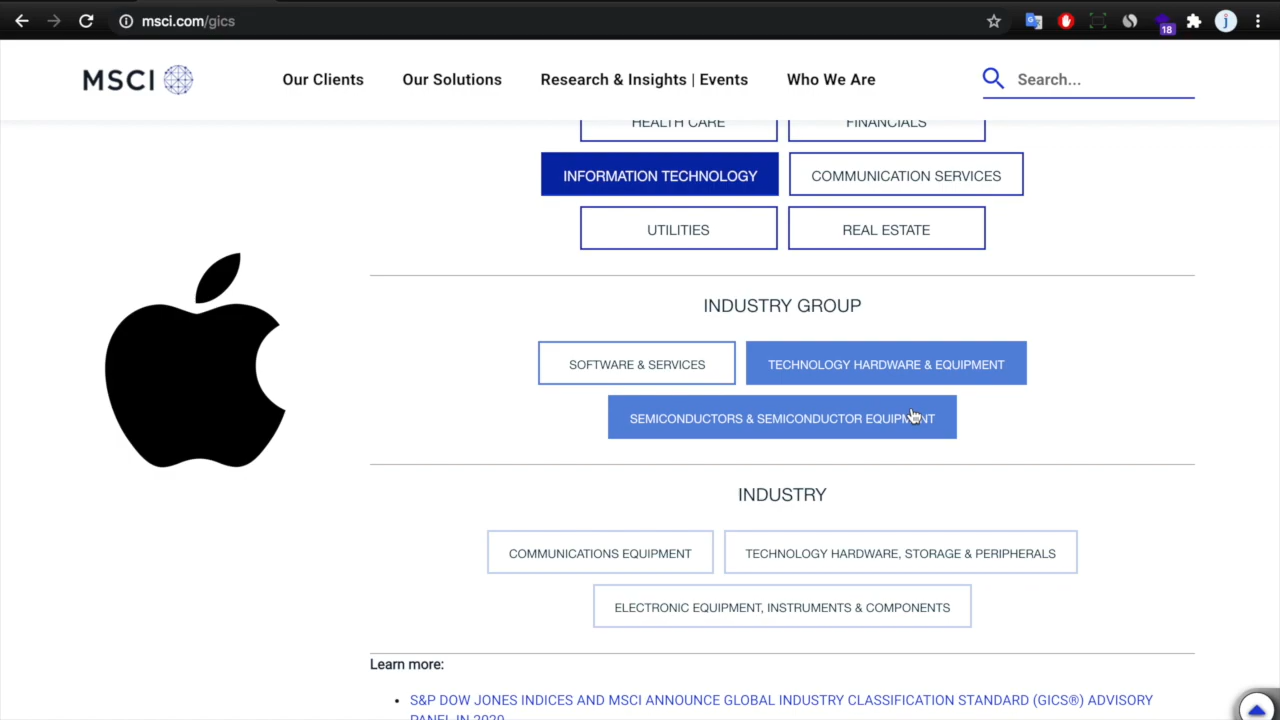 msci.com/gics
18
j
MSCI
Our Clients
Our Solutions
Research & Insights | Events
Who We Are
Search...
HEALTH CARE
FINANCIALS
INFORMATION TECHNOLOGY
COMMUNICATION SERVICES
UTILITIES
REAL ESTATE
INDUSTRY GROUP
SOFTWARE & SERVICES
TECHNOLOGY HARDWARE & EQUIPMENT
SEMICONDUCTORS & SEMICONDUCTOR EQUIPMENT
INDUSTRY
COMMUNICATIONS EQUIPMENT
TECHNOLOGY HARDWARE, STORAGE & PERIPHERALS
ELECTRONIC EQUIPMENT, INSTRUMENTS & COMPONENTS
Learn more:
• S&P DOW JONES INDICES AND MSCI ANNOUNCE GLOBAL INDUSTRY CLASSIFICATION STANDARD (GICS®) ADVISORY
PANEL IN 2020